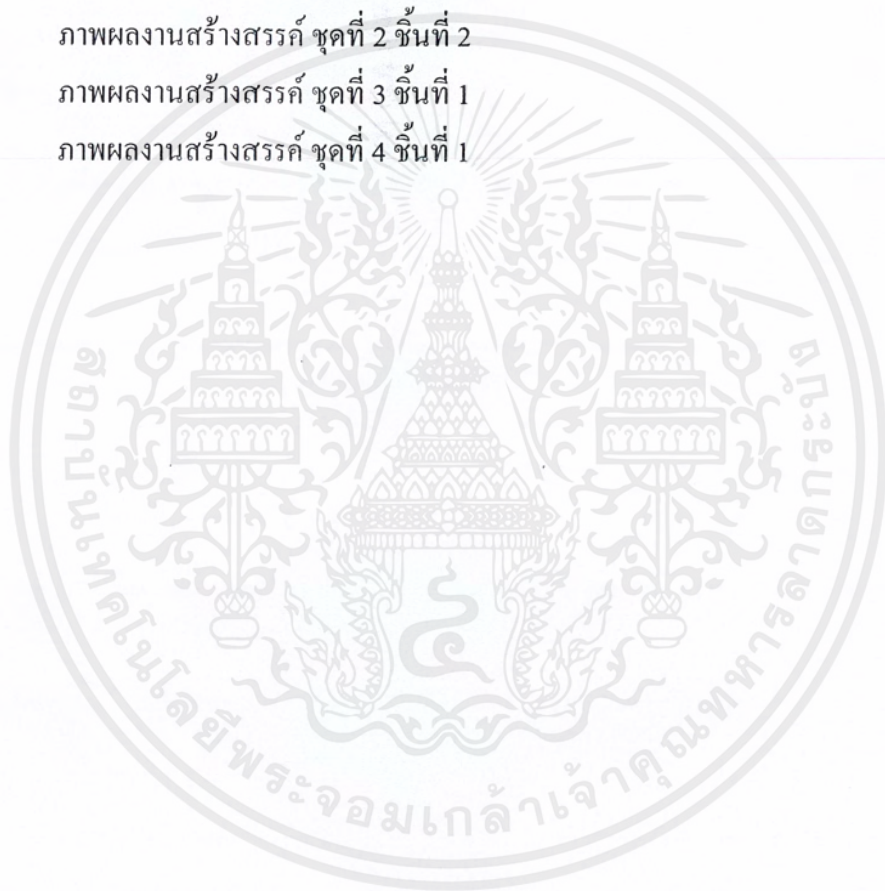 ภาพผลงานสร้างสรรค์ ชุดที่ 2 ชิ้นที่ 2
ภาพผลงานสร้างสรรค์ ชุดที่ 3 ชิ้นที่ 1
ภาพผลงานสร้างสรรค์ ชุดที่ 4 ชิ้นที่ 1
สถาบันเทคโนโลยีพระจอมเกล้าเจ้าคุณทหารลาดกระบัง
๔